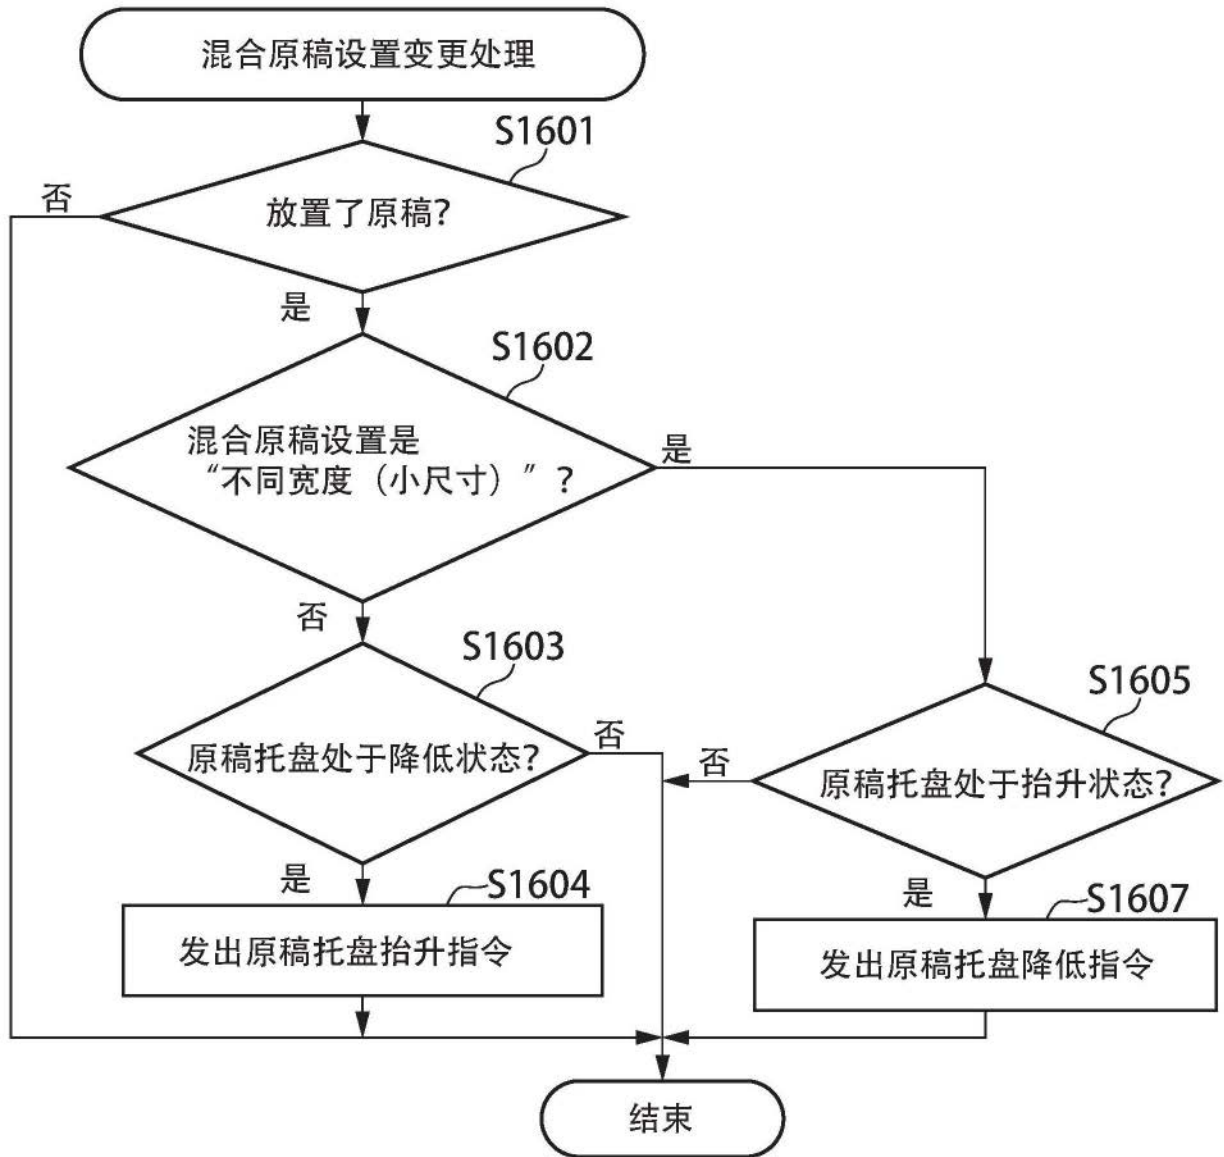 混合原稿设置变更处理
S1601
否
放置了原稿？
是
S1602
混合原稿设置是
“不同宽度（小尺寸）”？
是
否
S1603
S1605
原稿托盘处于降低状态？
否
否
原稿托盘处于抬升状态？
是
S1604
是
S1607
发出原稿托盘抬升指令
发出原稿托盘降低指令
结束